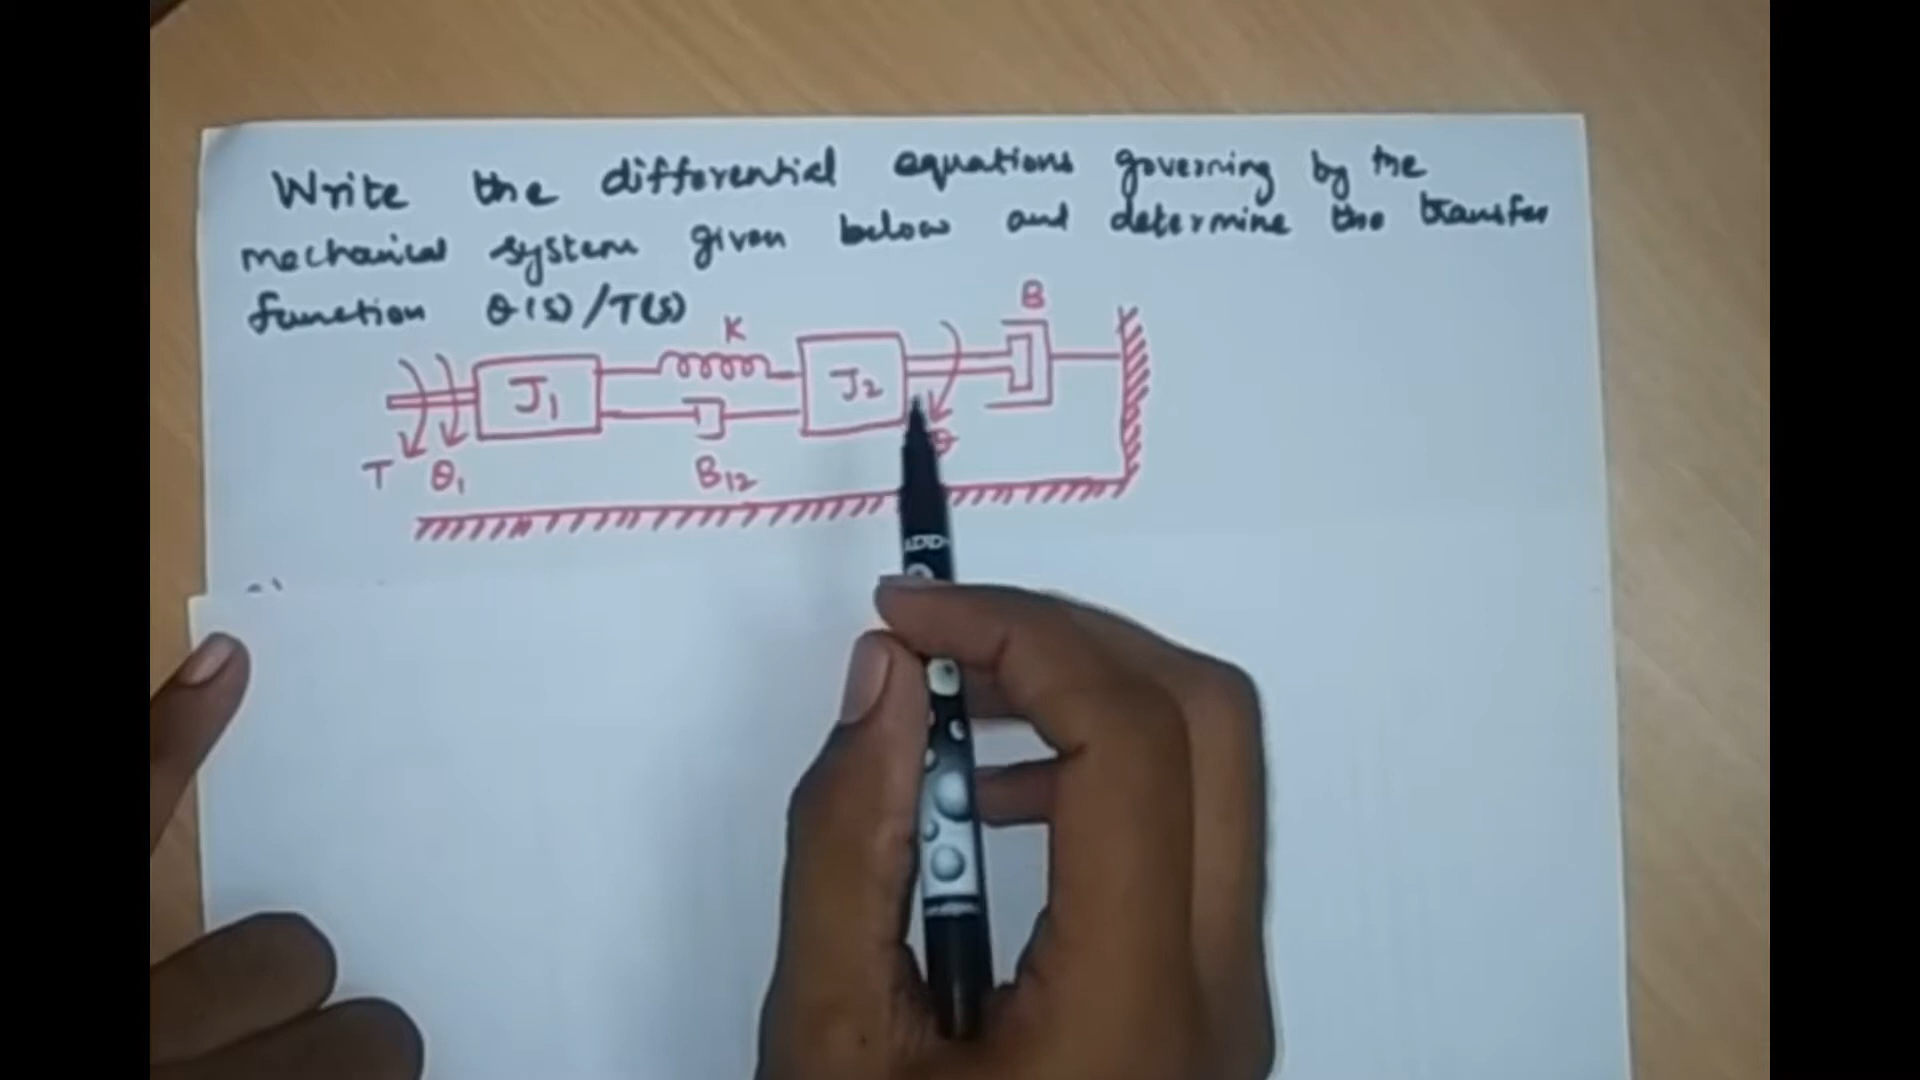 Write the differential equations governing by the
mechanical system given below and determine the transfer
function θ(s)/T(s)
K
B
J1
J2
T
θ1
B12
θ
ADD